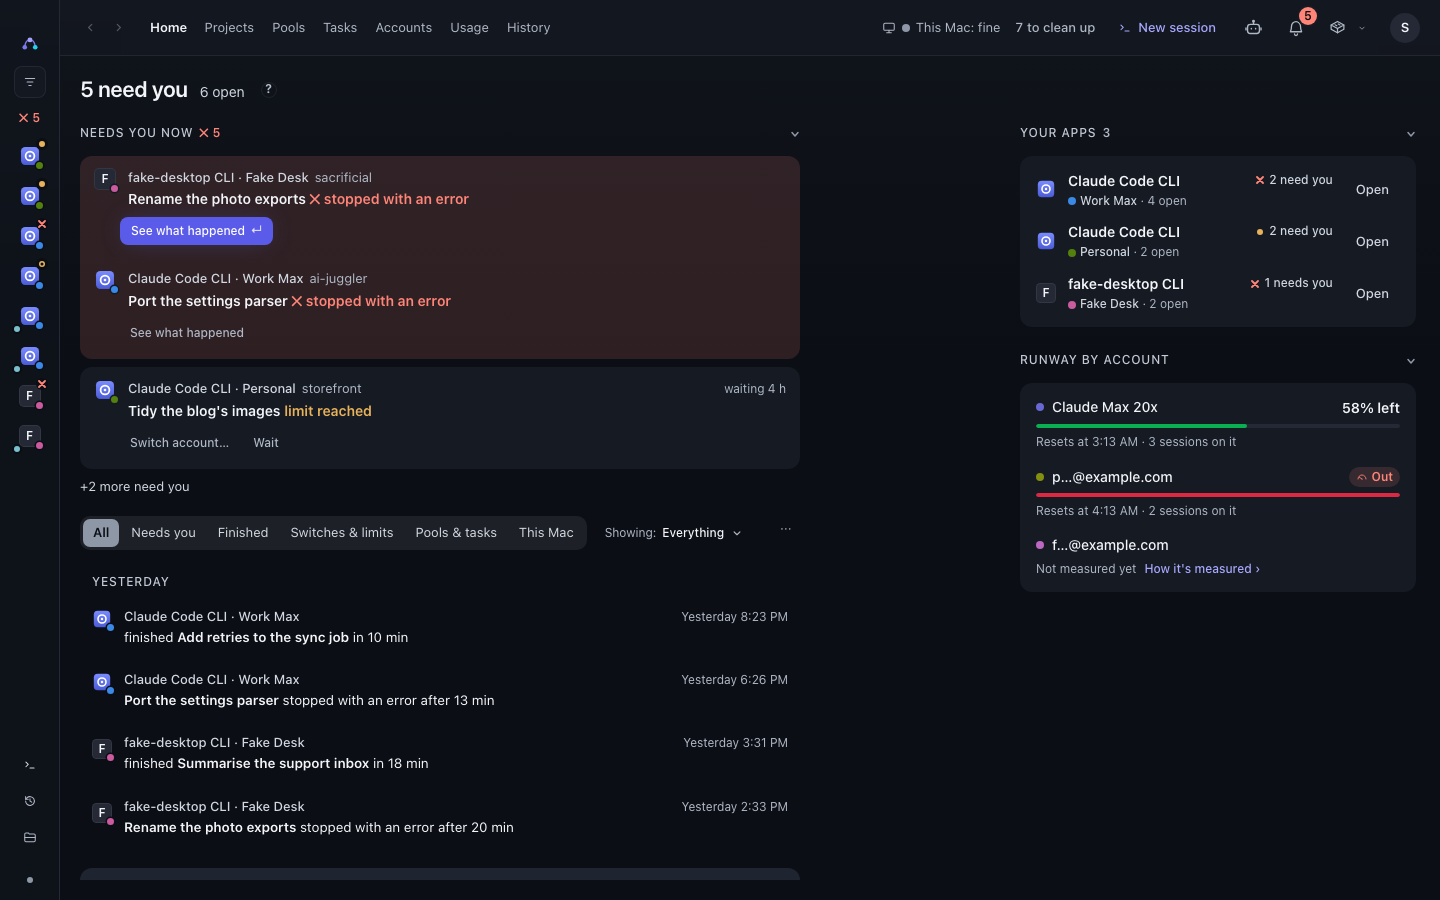 Home Projects Pools Tasks Accounts Usage History
This Mac: fine 7 to clean up New session 5 S
5
F
F
5 need you 6 open ?
NEEDS YOU NOW 5
F fake-desktop CLI · Fake Desk sacrificial
Rename the photo exports stopped with an error
See what happened
Claude Code CLI · Work Max ai-juggler
Port the settings parser stopped with an error
See what happened
Claude Code CLI · Personal storefront waiting 4 h
Tidy the blog's images limit reached
Switch account... Wait
+2 more need you
All Needs you Finished Switches & limits Pools & tasks This Mac Showing: Everything ...
YESTERDAY
Claude Code CLI · Work Max Yesterday 8:23 PM
finished Add retries to the sync job in 10 min
Claude Code CLI · Work Max Yesterday 6:26 PM
Port the settings parser stopped with an error after 13 min
F fake-desktop CLI · Fake Desk Yesterday 3:31 PM
finished Summarise the support inbox in 18 min
F fake-desktop CLI · Fake Desk Yesterday 2:33 PM
Rename the photo exports stopped with an error after 20 min
YOUR APPS 3
Claude Code CLI 2 need you Open
Work Max · 4 open
Claude Code CLI 2 need you Open
Personal · 2 open
F fake-desktop CLI 1 needs you Open
Fake Desk · 2 open
RUNWAY BY ACCOUNT
Claude Max 20x 58% left
Resets at 3:13 AM · 3 sessions on it
p...@example.com Out
Resets at 4:13 AM · 2 sessions on it
f...@example.com
Not measured yet How it's measured ›